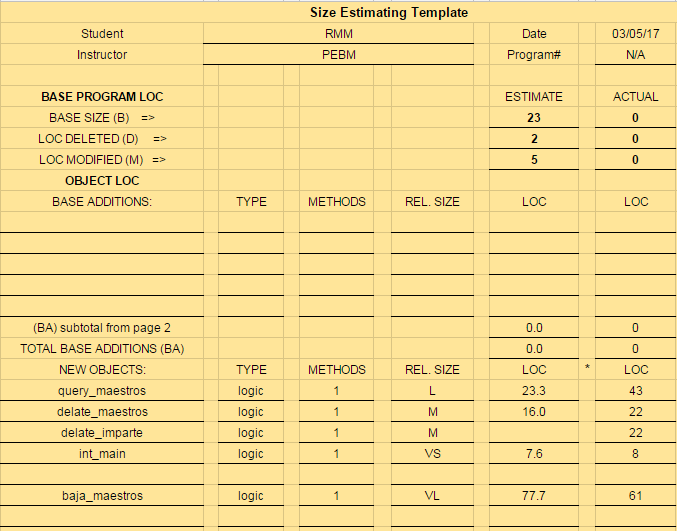 Size Estimating Template
Student RMM Date 03/05/17
Instructor PEBM Program# N/A
BASE PROGRAM LOC ESTIMATE ACTUAL
BASE SIZE (B) => 23 0
LOC DELETED (D) => 2 0
LOC MODIFIED (M) => 5 0
OBJECT LOC
BASE ADDITIONS: TYPE METHODS REL. SIZE LOC LOC
(BA) subtotal from page 2 0.0 0
TOTAL BASE ADDITIONS (BA) 0.0 0
NEW OBJECTS: TYPE METHODS REL. SIZE LOC * LOC
query_maestros logic 1 L 23.3 43
delate_maestros logic 1 M 16.0 22
delate_imparte logic 1 M 22
int_main logic 1 VS 7.6 8
baja_maestros logic 1 VL 77.7 61